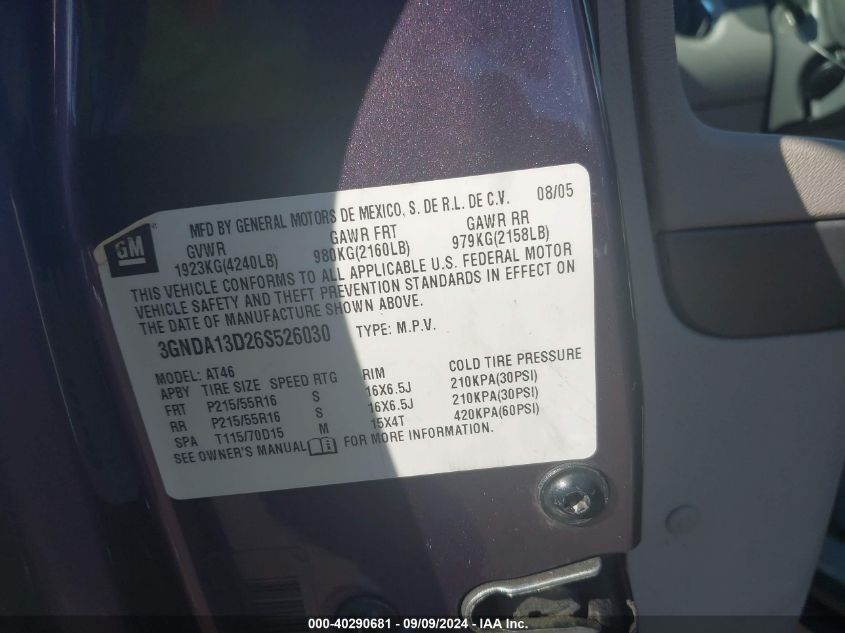 GM
MFD BY GENERAL MOTORS DE MEXICO, S. DE R.L. DE C.V. 08/05
GVWR GAWR FRT GAWR RR
1923KG(4240LB) 980KG(2160LB) 979KG(2158LB)
THIS VEHICLE CONFORMS TO ALL APPLICABLE U.S. FEDERAL MOTOR
VEHICLE SAFETY AND THEFT PREVENTION STANDARDS IN EFFECT ON
THE DATE OF MANUFACTURE SHOWN ABOVE.
3GNDA13D26S526030 TYPE: M.P.V.
MODEL: AT46
APBY TIRE SIZE SPEED RTG RIM COLD TIRE PRESSURE
FRT P215/55R16 S 16X6.5J 210KPA(30PSI)
RR P215/55R16 S 16X6.5J 210KPA(30PSI)
SPA T115/70D15 M 15X4T 420KPA(60PSI)
SEE OWNER'S MANUAL FOR MORE INFORMATION.
000-40290681 - 09/09/2024 - IAA Inc.